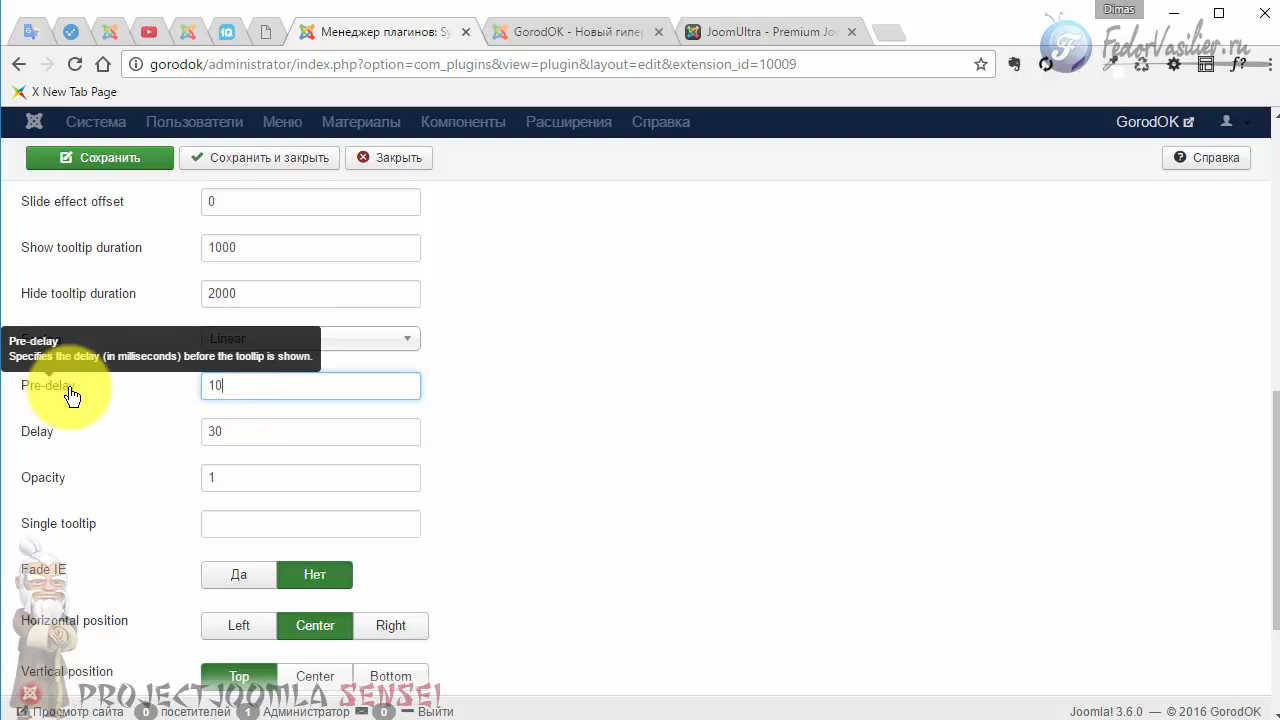 Dimas
Менеджер плагинов: Sy
GorodOK - Новый гипе
JoomUltra - Premium Jo
FedorVasilier.ru
gorodok/administrator/index.php?option=com_plugins&view=plugin&layout=edit&extension_id=10009
X New Tab Page
Система Пользователи Меню Материалы Компоненты Расширения Справка GorodOK
Сохранить Сохранить и закрыть Закрыть Справка
Slide effect offset 0
Show tooltip duration 1000
Hide tooltip duration 2000
Linear
Pre-delay
Specifies the delay (in milliseconds) before the tooltip is shown.
Pre-delay 10
Delay 30
Opacity 1
Single tooltip
Fade IE Да Нет
Horizontal position Left Center Right
Vertical position Top Center Bottom
PROJECTJOOMLA SENSEI
Просмотр сайта 0 посетителей 1 Администратор 0 Выйти Joomla! 3.6.0 — © 2016 GorodOK